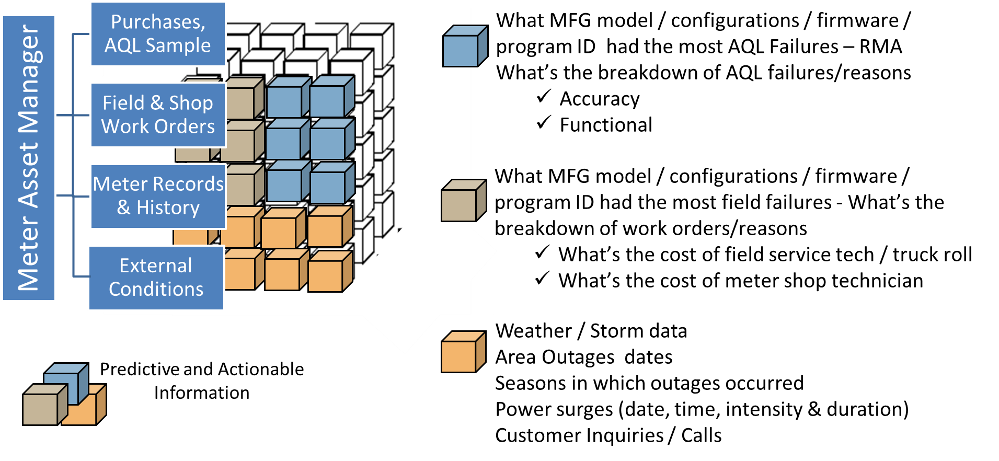 Meter Asset Manager
Purchases,
AQL Sample
Field & Shop
Work Orders
Meter Records
& History
External
Conditions
Predictive and Actionable
Information
What MFG model / configurations / firmware /
program ID  had the most AQL Failures – RMA
What’s the breakdown of AQL failures/reasons
✓ Accuracy
✓ Functional
What MFG model / configurations / firmware /
program ID had the most field failures - What’s the
breakdown of work orders/reasons
✓ What’s the cost of field service tech / truck roll
✓ What’s the cost of meter shop technician
Weather / Storm data
Area Outages  dates
Seasons in which outages occurred
Power surges (date, time, intensity & duration)
Customer Inquiries / Calls